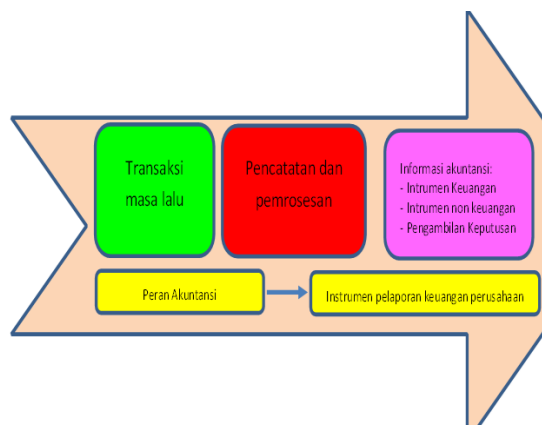 Transaksi
masa lalu
Pencatatan dan
pemrosesan
Informasi akuntansi:
- Intrumen Keuangan
- Intrumen non keuangan
- Pengambilan Keputusan
Peran Akuntansi
Instrumen pelaporan keuangan perusahaan